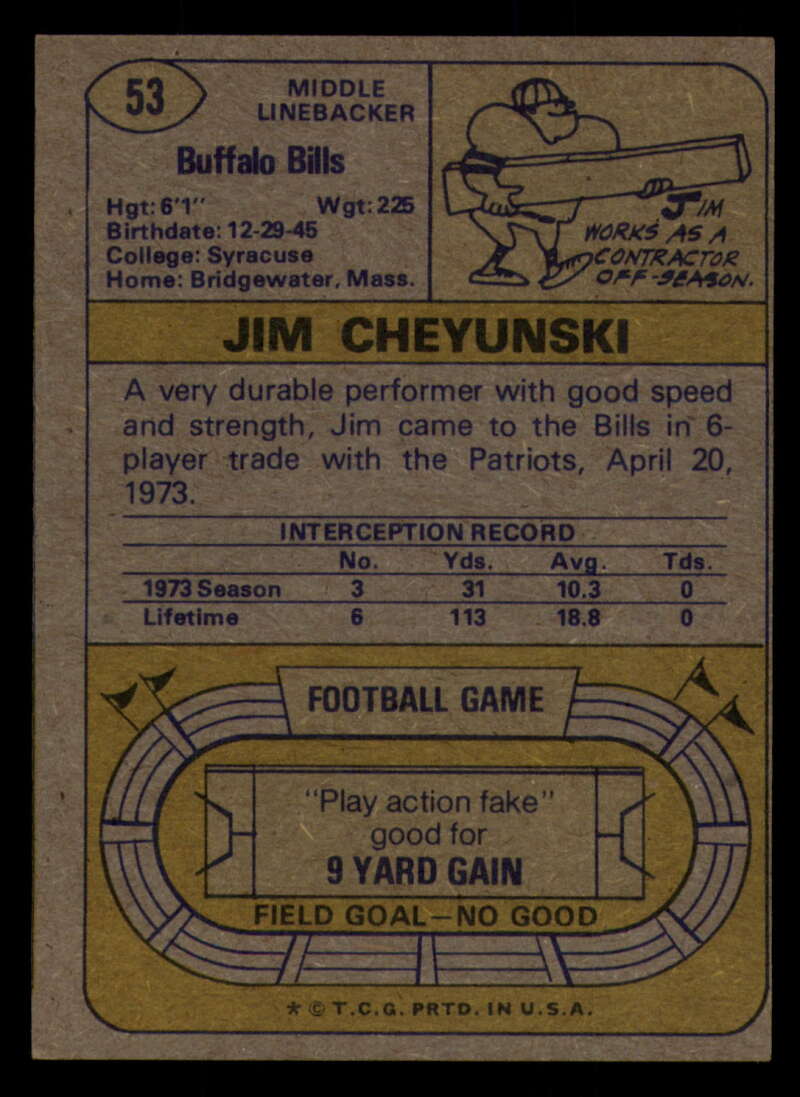 53
MIDDLE
LINEBACKER
Buffalo Bills
Hgt: 6'1" Wgt: 225
Birthdate: 12-29-45
College: Syracuse
Home: Bridgewater, Mass.
JIM
WORKS AS A
CONTRACTOR
OFF-SEASON.
JIM CHEYUNSKI
A very durable performer with good speed
and strength, Jim came to the Bills in 6-
player trade with the Patriots, April 20,
1973.
INTERCEPTION RECORD
No. Yds. Avg. Tds.
1973 Season 3 31 10.3 0
Lifetime 6 113 18.8 0
FOOTBALL GAME
"Play action fake"
good for
9 YARD GAIN
FIELD GOAL—NO GOOD
* © T.C.G. PRTD. IN U.S.A.